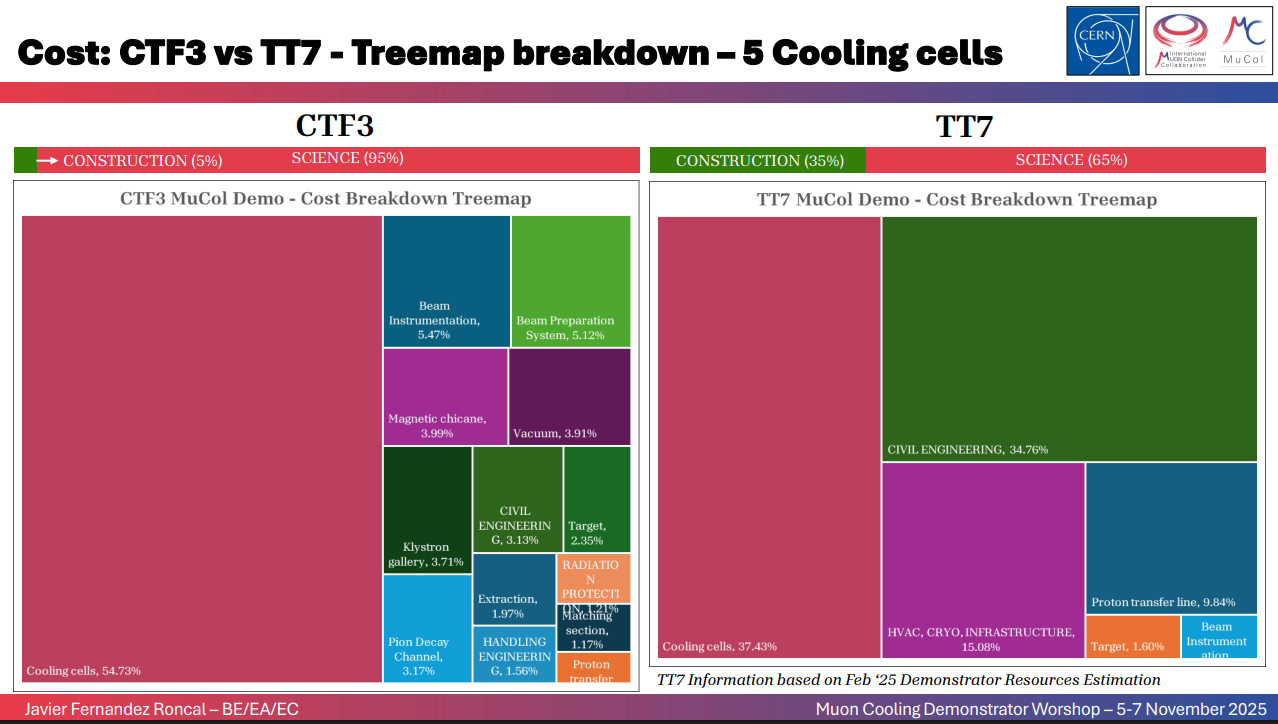 Cost: CTF3 vs TT7 - Treemap breakdown – 5 Cooling cells
CERN
International
MUON Collider
Collaboration
MuCol
CTF3
CONSTRUCTION (5%)
SCIENCE (95%)
CTF3 MuCol Demo - Cost Breakdown Treemap
Cooling cells, 54.73%
Beam
Instrumentation,
5.47%
Beam Preparation
System, 5.12%
Magnetic chicane,
3.99%
Vacuum, 3.91%
Klystron
gallery, 3.71%
CIVIL
ENGINEERIN
G, 3.13%
Target,
2.35%
Pion Decay
Channel,
3.17%
Extraction,
1.97%
RADIATIO
N
PROTECTI
ON, 1.21%
HANDLING
ENGINEERIN
G, 1.56%
Matching
section,
1.17%
Proton
transfer
TT7
CONSTRUCTION (35%)
SCIENCE (65%)
TT7 MuCol Demo - Cost Breakdown Treemap
Cooling cells, 37.43%
CIVIL ENGINEERING, 34.76%
HVAC, CRYO, INFRASTRUCTURE,
15.08%
Proton transfer line, 9.84%
Target, 1.60%
Beam
Instrument
ation,
TT7 Information based on Feb ‘25 Demonstrator Resources Estimation
Javier Fernandez Roncal – BE/EA/EC
Muon Cooling Demonstrator Worshop – 5-7 November 2025